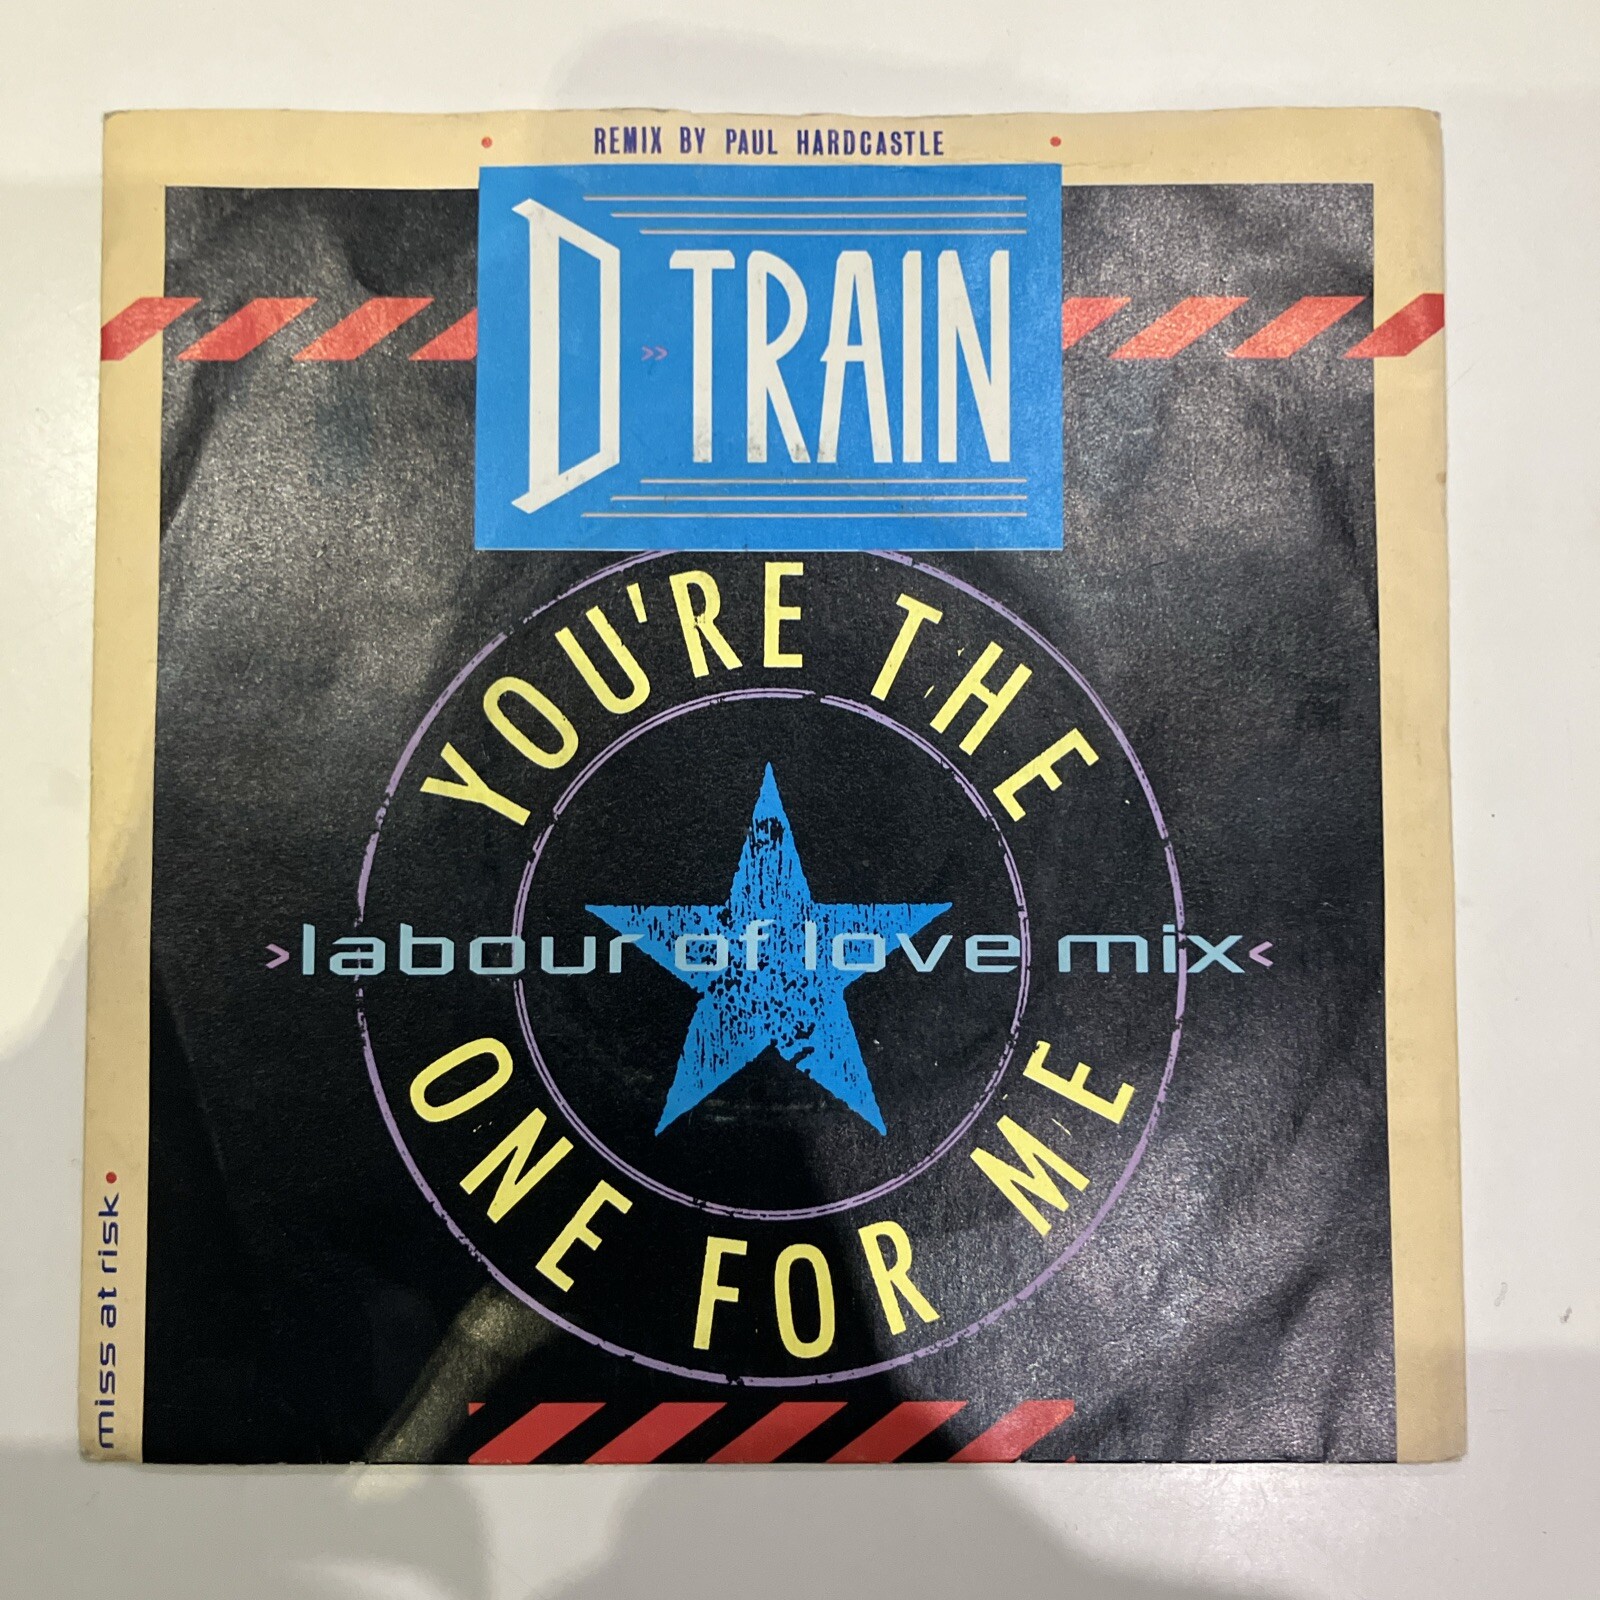 REMIX BY PAUL HARDCASTLE
D >> TRAIN
YOU'RE THE
>labour of love mix<
ONE FOR ME
miss at risk